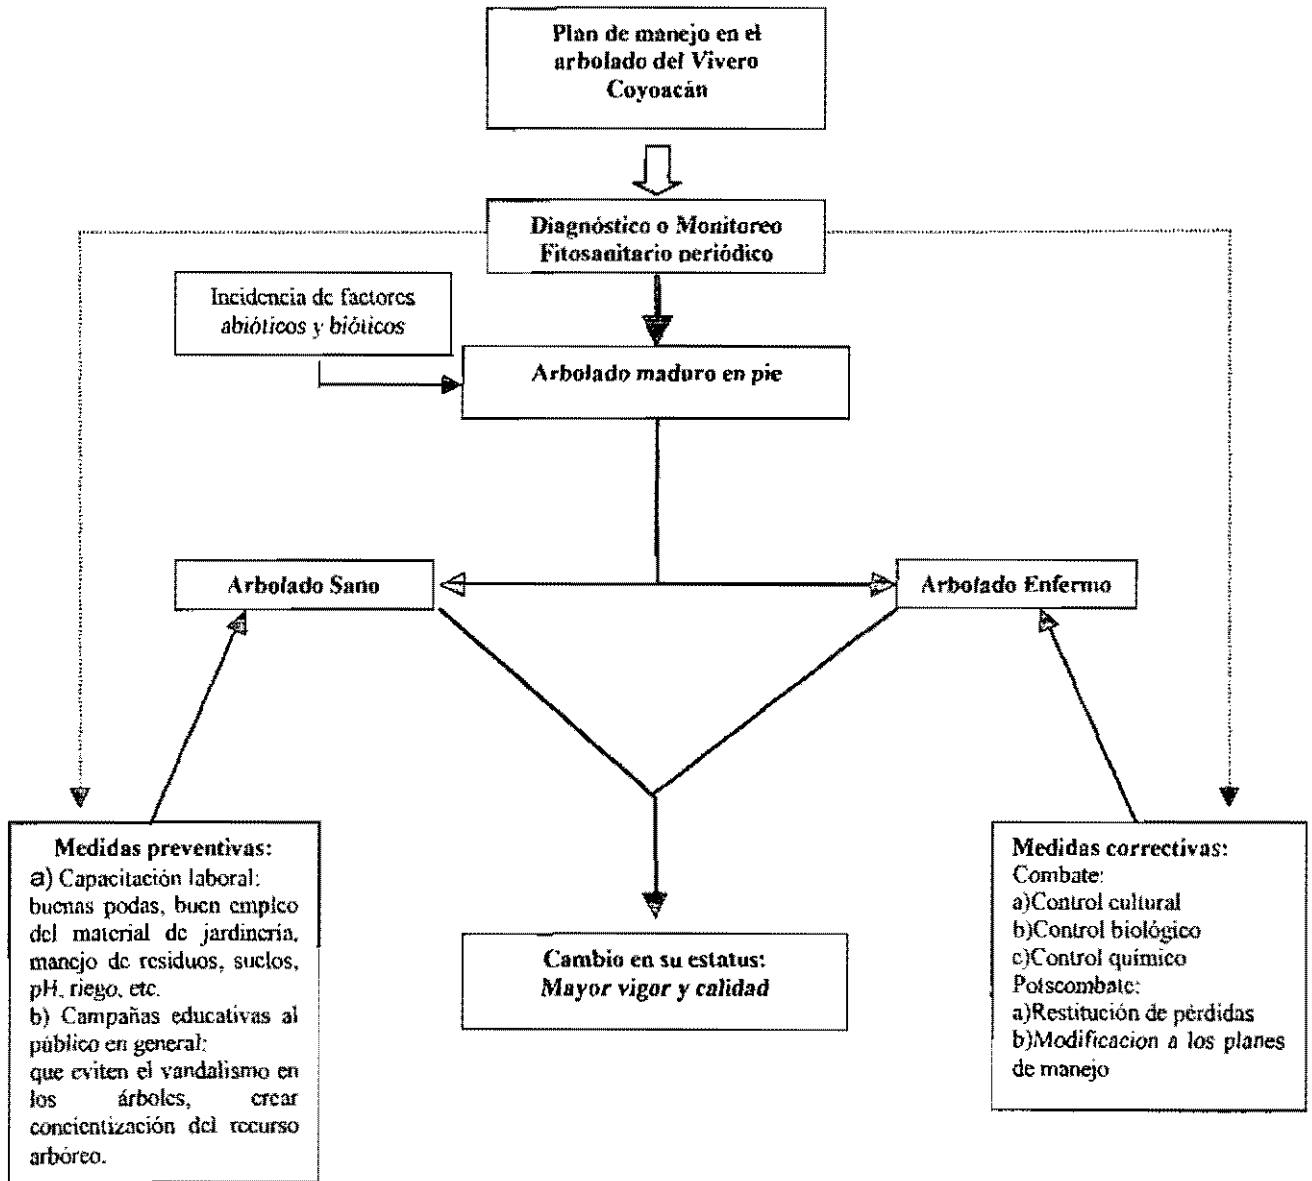 Plan de manejo en el
arbolado del Vivero
Coyoacán
Diagnóstico o Monitoreo
Fitosanitario periódico
Incidencia de factores
abióticos y bióticos
Arbolado maduro en pie
Arbolado Sano
Arbolado Enfermo
Medidas preventivas:
a) Capacitación laboral:
buenas podas, buen empleo
del material de jardinería,
manejo de residuos, suelos,
pH, riego, etc.
b) Campañas educativas al
público en general:
que eviten el vandalismo en
los árboles, crear
concientización del recurso
arbóreo.
Cambio en su estatus:
Mayor vigor y calidad
Medidas correctivas:
Combate:
a)Control cultural
b)Control biológico
c)Control químico
Potscombate:
a)Restitución de pérdidas
b)Modificacion a los planes
de manejo